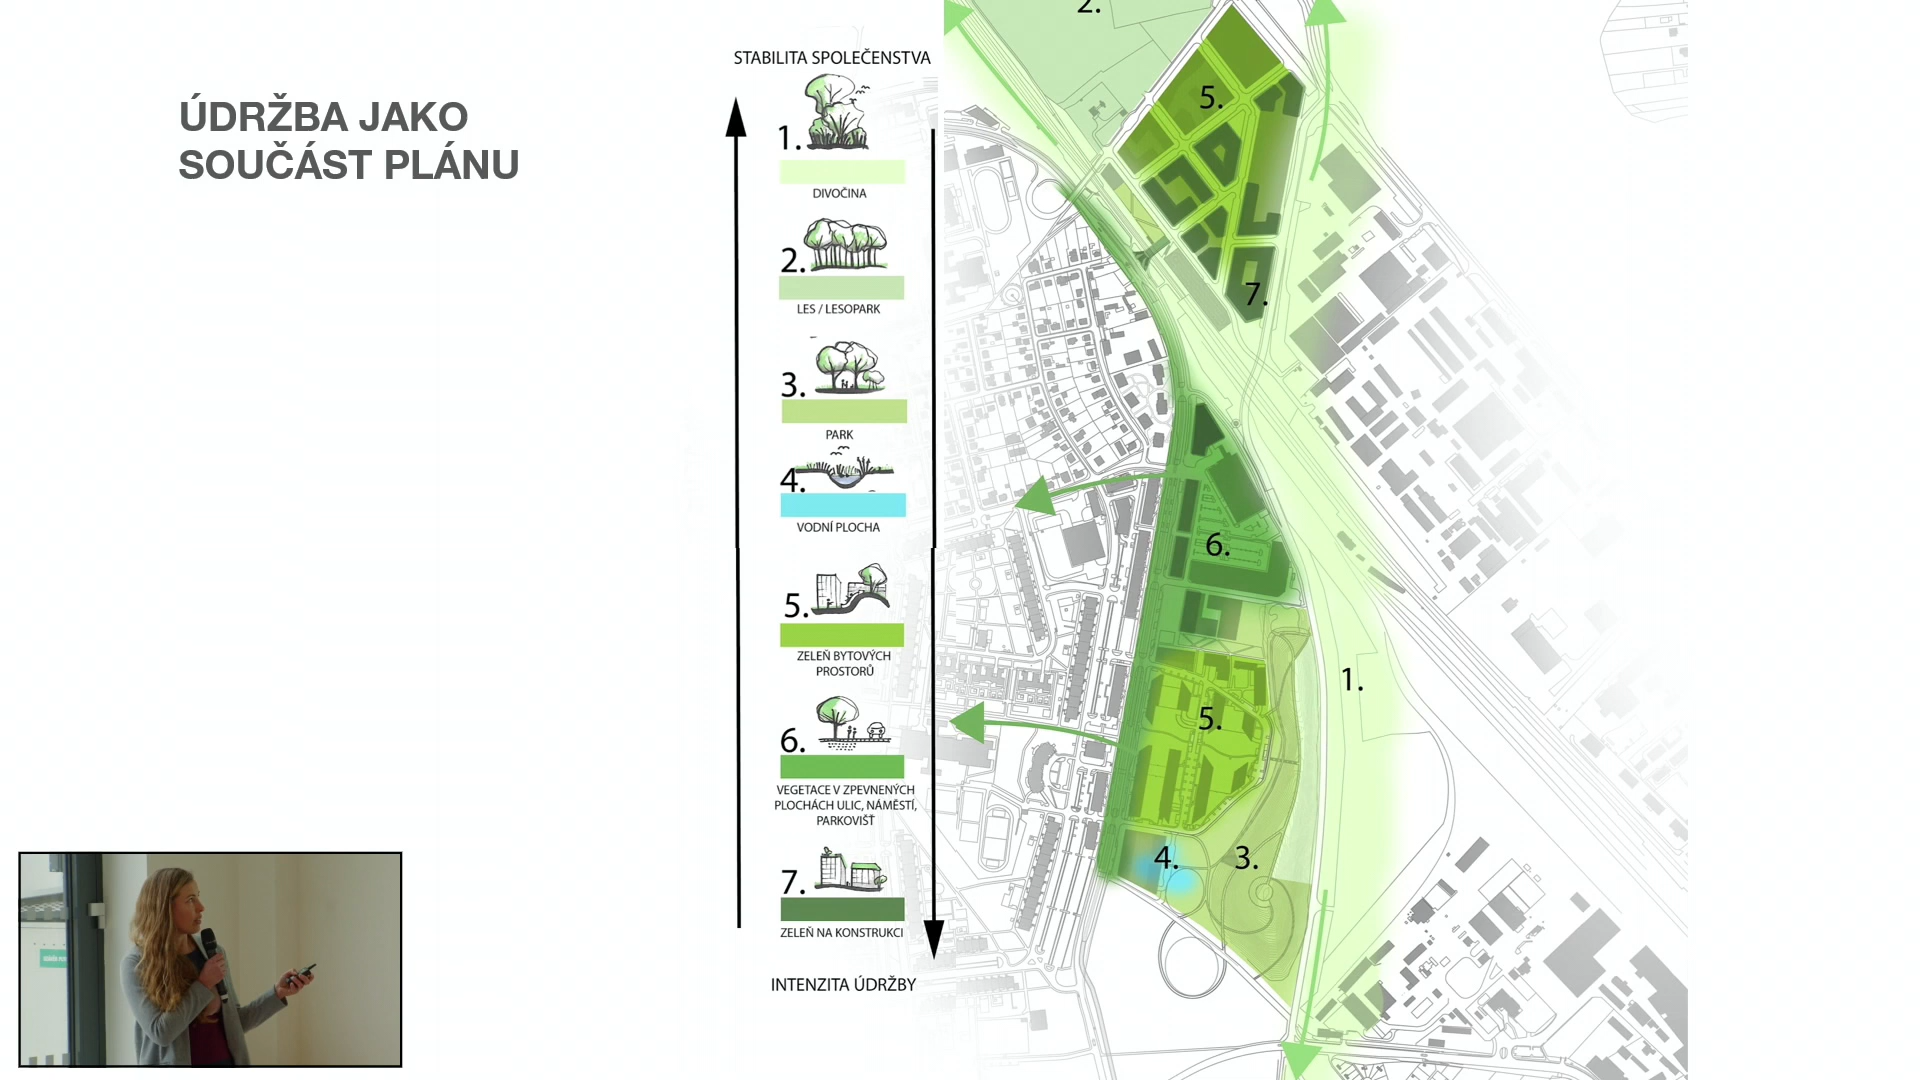 ÚDRŽBA JAKO
SOUČÁST PLÁNU
STABILITA SPOLEČENSTVA
1.
DIVOČINA
2.
LES / LESOPARK
3.
PARK
4.
VODNÍ PLOCHA
5.
ZELEŇ BYTOVÝCH
PROSTORŮ
6.
VEGETACE V ZPEVNENÝCH
PLOCHÁCH ULIC, NÁMĚSTÍ,
PARKOVIŠŤ
7.
ZELEŇ NA KONSTRUKCI
INTENZITA ÚDRŽBY
2.
5.
7.
6.
1.
5.
4.
3.